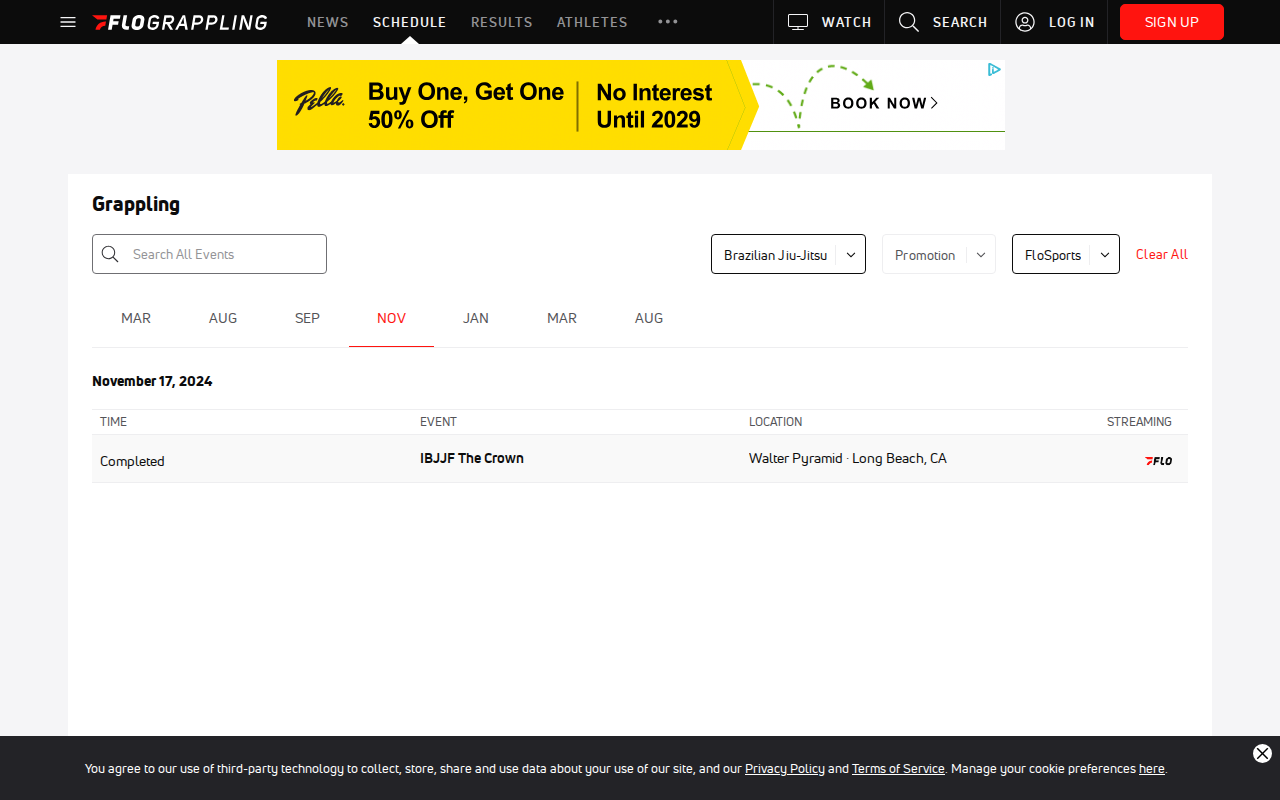 FLOGRAPPLING NEWS SCHEDULE RESULTS ATHLETES ••• WATCH SEARCH LOG IN SIGN UP
Pella. Buy One, Get One 50% Off No Interest Until 2029 BOOK NOW
Grappling
Search All Events Brazilian Jiu-Jitsu Promotion FloSports Clear All
MAR AUG SEP NOV JAN MAR AUG
November 17, 2024
TIME EVENT LOCATION STREAMING
Completed IBJJF The Crown Walter Pyramid · Long Beach, CA FLO
You agree to our use of third-party technology to collect, store, share and use data about your use of our site, and our Privacy Policy and Terms of Service. Manage your cookie preferences here.